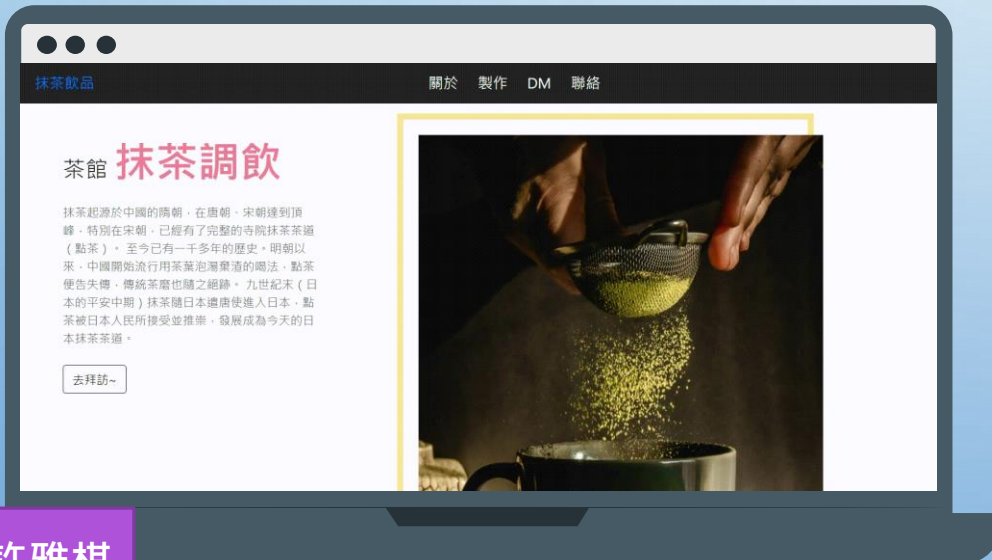 抹茶飲品
關於 製作 DM 聯絡
茶館 抹茶調飲
抹茶起源於中國的隋朝,在唐朝、宋朝達到頂
峰,特別在宋朝,已經有了完整的寺院抹茶茶道
(點茶)。 至今已有一千多年的歷史。明朝以
來,中國開始流行用茶葉泡湯棄渣的喝法,點茶
便告失傳,傳統茶磨也隨之絕跡。 九世紀末(日
本的平安中期)抹茶隨日本遣唐使進入日本,點
茶被日本人民所接受並推崇,發展成為今天的日
本抹茶茶道。
去拜訪~